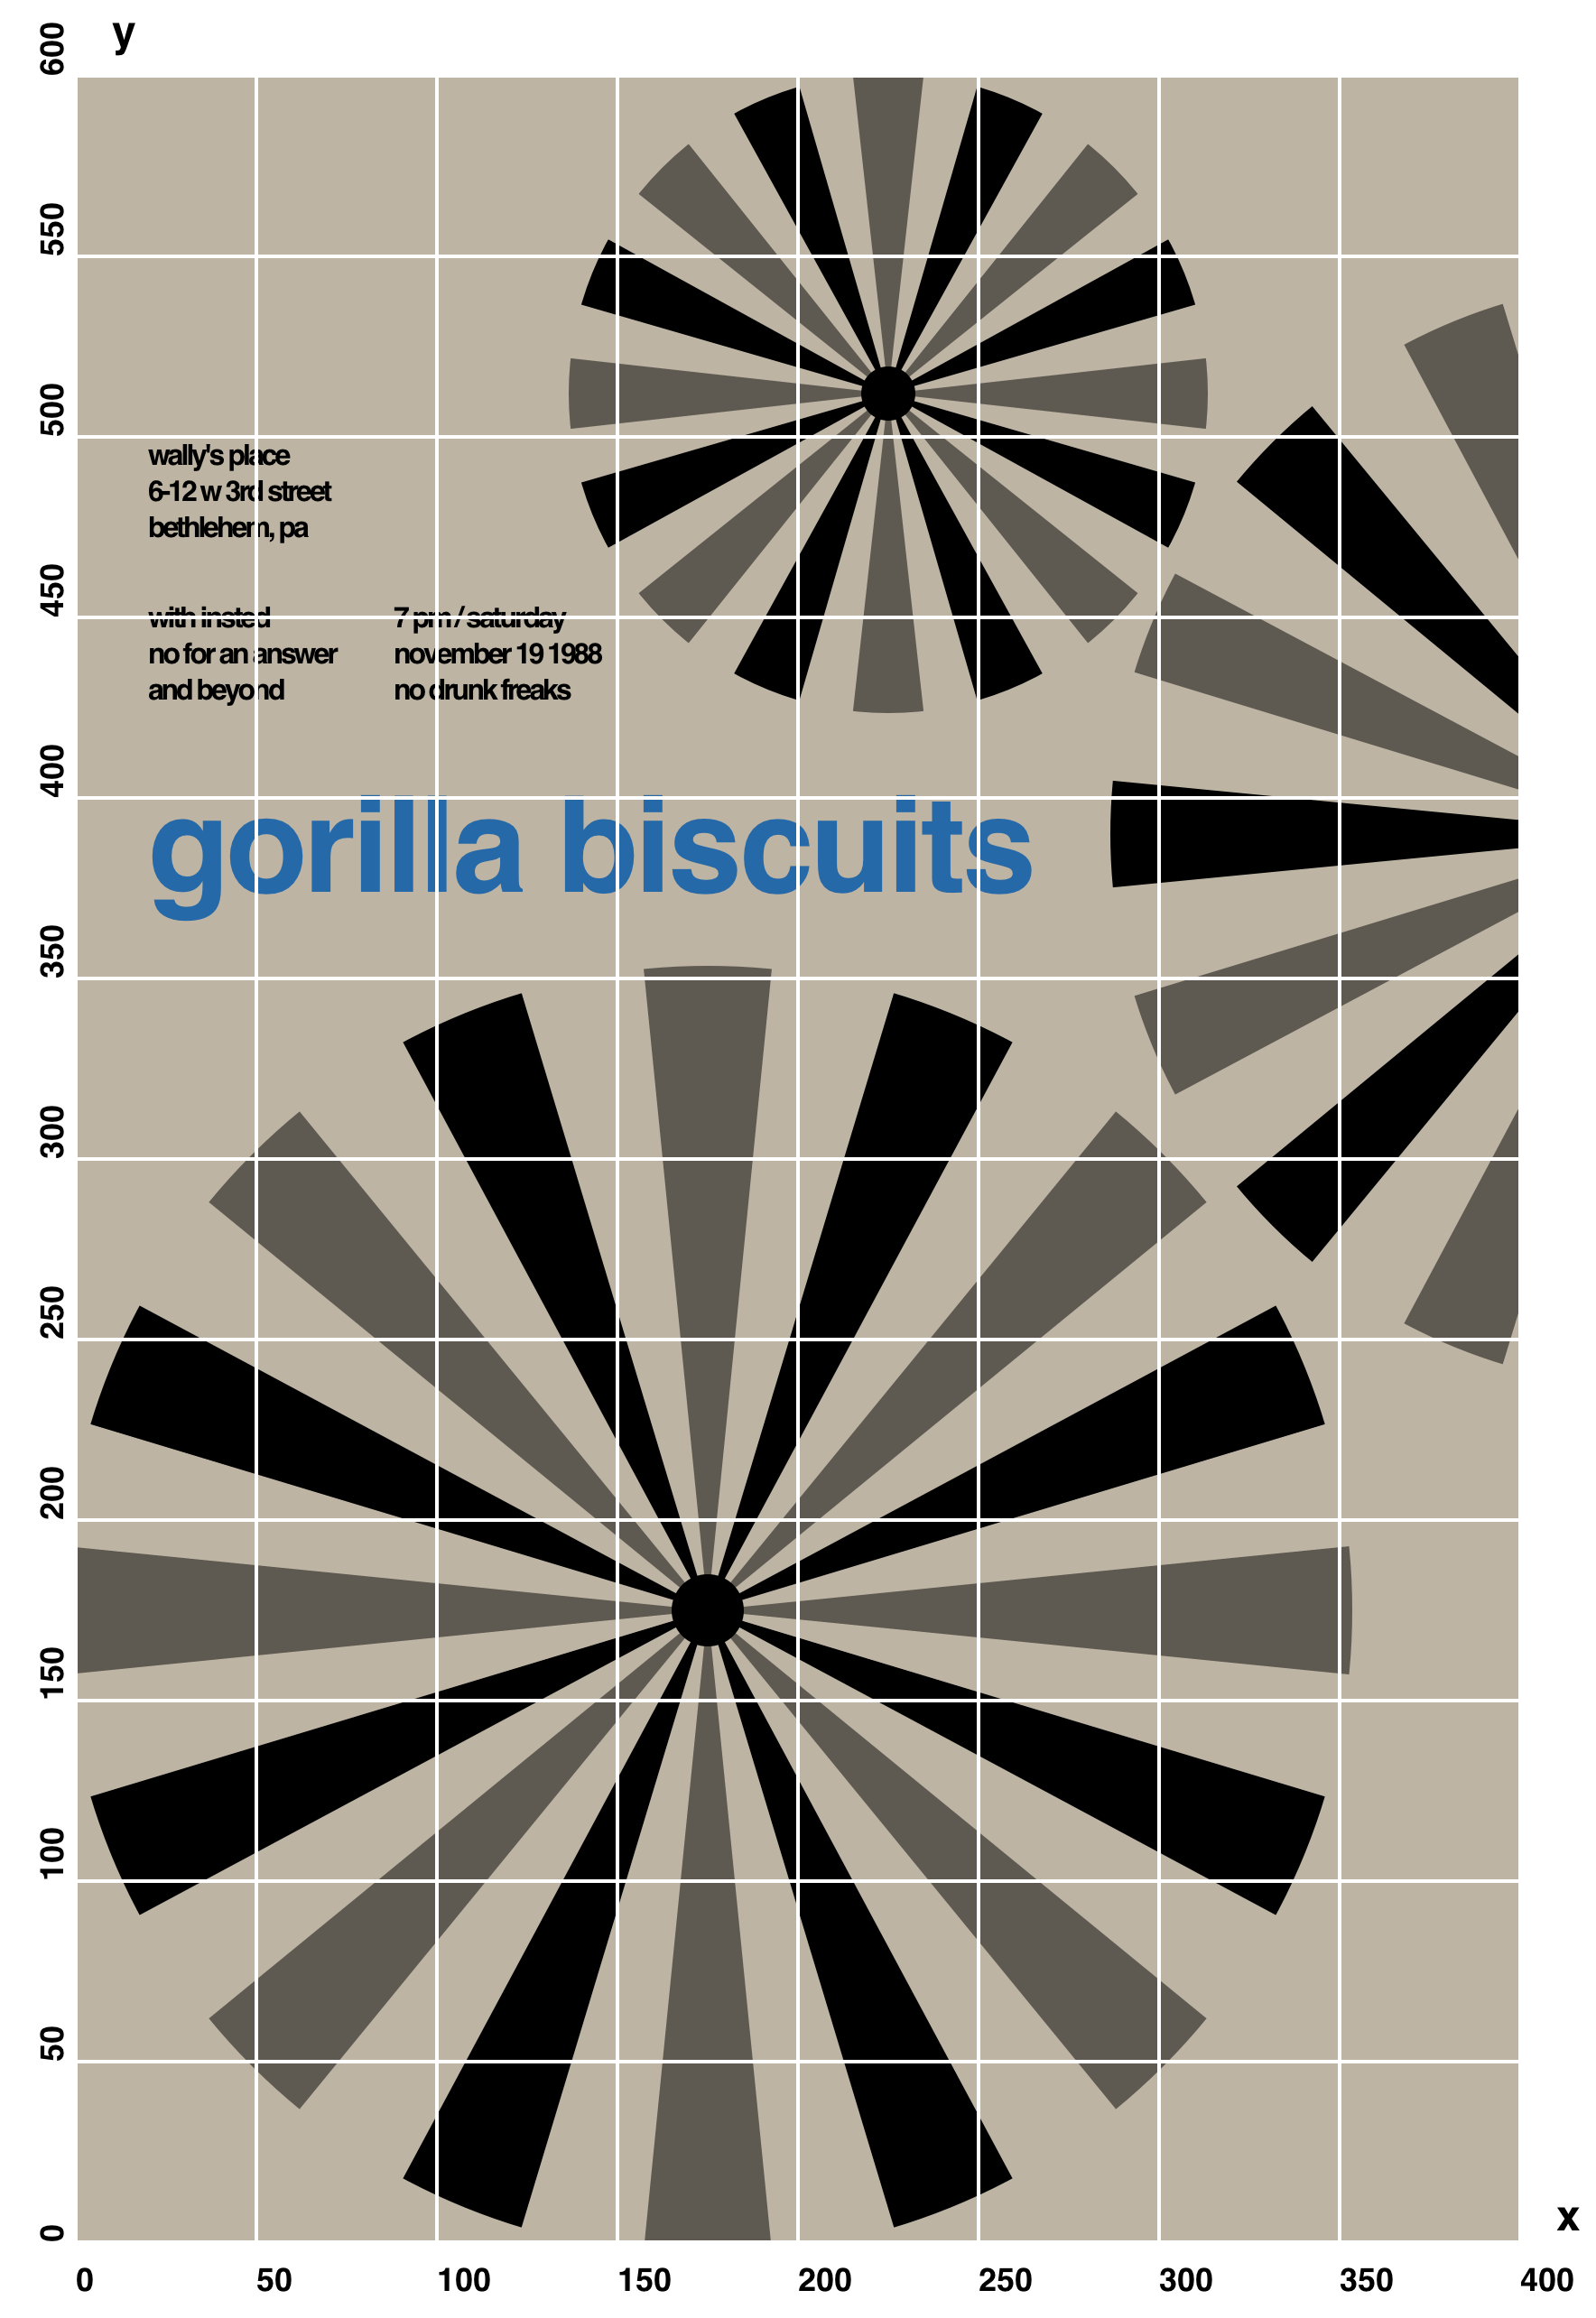 y
600
550
500
450
400
350
300
250
200
150
100
50
0
wally's place
6-12 w 3rd street
bethlehem, pa
with insted
no for an answer
and beyond
7 pm / saturday
november 19 1988
no drunk freaks
gorilla biscuits
x
0 50 100 150 200 250 300 350 400